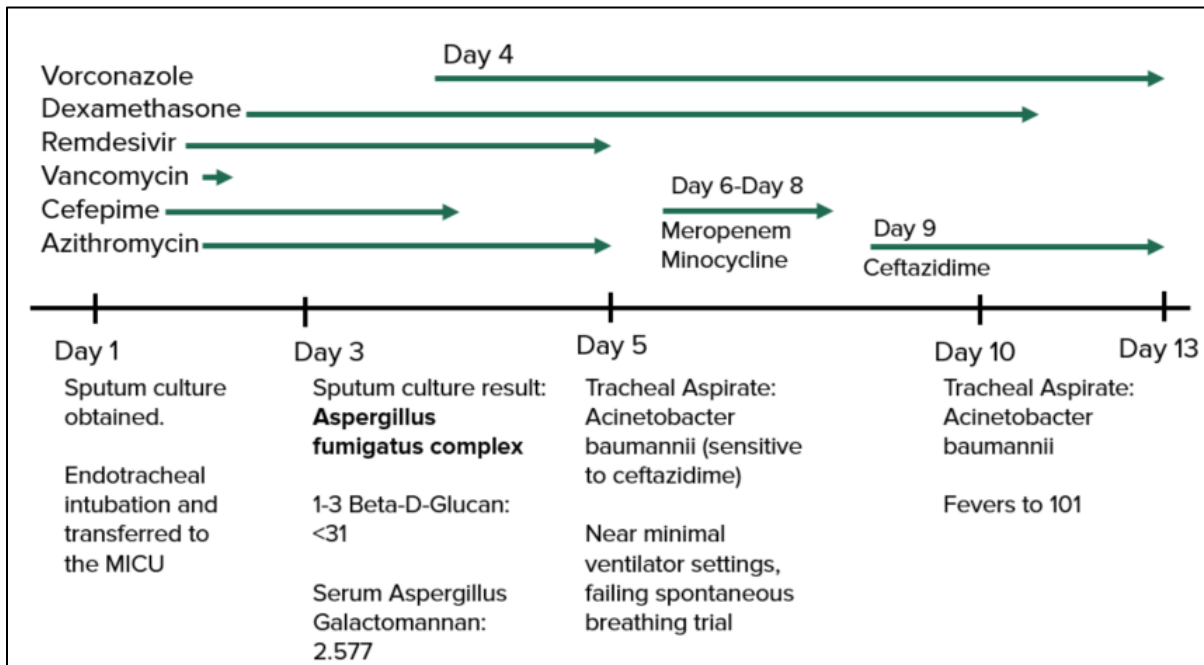 Day 4
Vorconazole
Dexamethasone
Remdesivir
Vancomycin
Cefepime
Azithromycin
Day 6-Day 8
Meropenem
Minocycline
Day 9
Ceftazidime
Day 1
Sputum culture
obtained.
Endotracheal
intubation and
transferred to
the MICU
Day 3
Sputum culture result:
Aspergillus
fumigatus complex
1-3 Beta-D-Glucan:
<31
Serum Aspergillus
Galactomannan:
2.577
Day 5
Tracheal Aspirate:
Acinetobacter
baumannii (sensitive
to ceftazidime)
Near minimal
ventilator settings,
failing spontaneous
breathing trial
Day 10
Tracheal Aspirate:
Acinetobacter
baumannii
Fevers to 101
Day 13